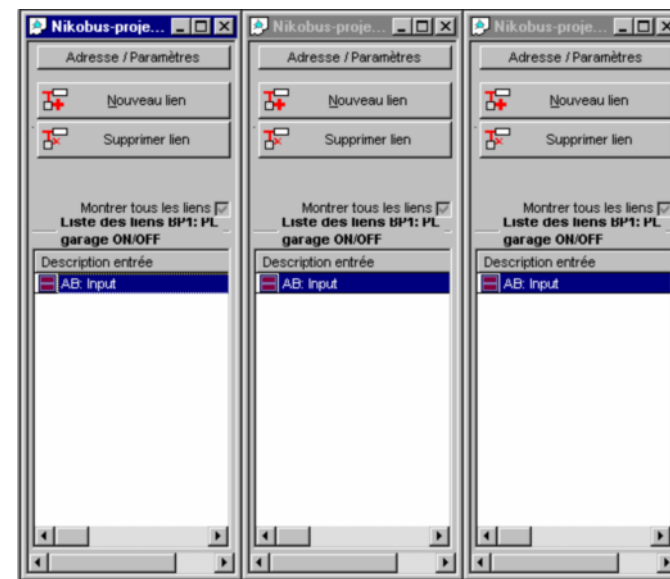 Nikobus-proje...
Adresse / Paramètres
Nouveau lien
Supprimer lien
Montrer tous les liens
Liste des liens BP1: PL
garage ON/OFF
Description entrée
AB: Input
Nikobus-proje...
Adresse / Paramètres
Nouveau lien
Supprimer lien
Montrer tous les liens
Liste des liens BP1: PL
garage ON/OFF
Description entrée
AB: Input
Nikobus-proje...
Adresse / Paramètres
Nouveau lien
Supprimer lien
Montrer tous les liens
Liste des liens BP1: PL
garage ON/OFF
Description entrée
AB: Input